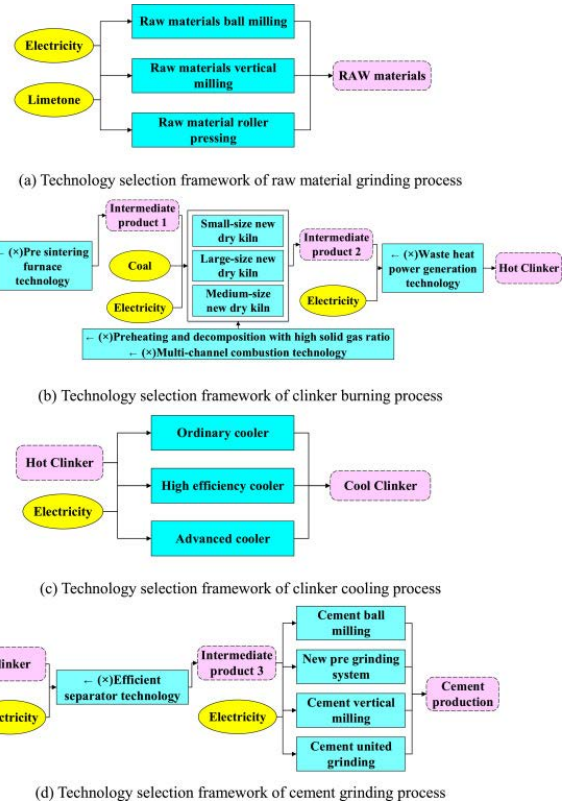 Raw materials ball milling
Electricity
Raw materials vertical
milling
RAW materials
Limetone
Raw material roller
pressing
(a) Technology selection framework of raw material grinding process
Intermediate
product 1
Small-size new
dry kiln
Intermediate
product 2
← (×)Pre sintering
furnace
technology
Coal
Large-size new
dry kiln
← (×)Waste heat
power generation
technology
Hot Clinker
Electricity
Medium-size
new dry kiln
Electricity
← (×)Preheating and decomposition with high solid gas ratio
← (×)Multi-channel combustion technology
(b) Technology selection framework of clinker burning process
Ordinary cooler
Hot Clinker
High efficiency cooler
Cool Clinker
Electricity
Advanced cooler
(c) Technology selection framework of clinker cooling process
Cement ball
milling
linker
Intermediate
product 3
← (×)Efficient
separator technology
New pre grinding
system
Cement
production
ctricity
Electricity
Cement vertical
milling
Cement united
grinding
(d) Technology selection framework of cement grinding process